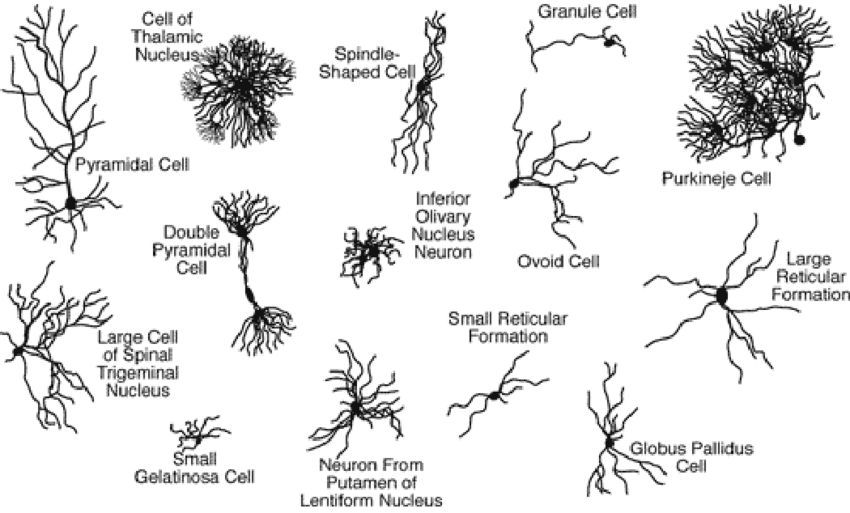 Cell of
Thalamic
Nucleus
Spindle-
Shaped Cell
Granule Cell
Pyramidal Cell
Purkineje Cell
Double
Pyramidal
Cell
Inferior
Olivary
Nucleus
Neuron
Ovoid Cell
Large
Reticular
Formation
Large Cell
of Spinal
Trigeminal
Nucleus
Small Reticular
Formation
Small
Gelatinosa Cell
Neuron From
Putamen of
Lentiform Nucleus
Globus Pallidus
Cell